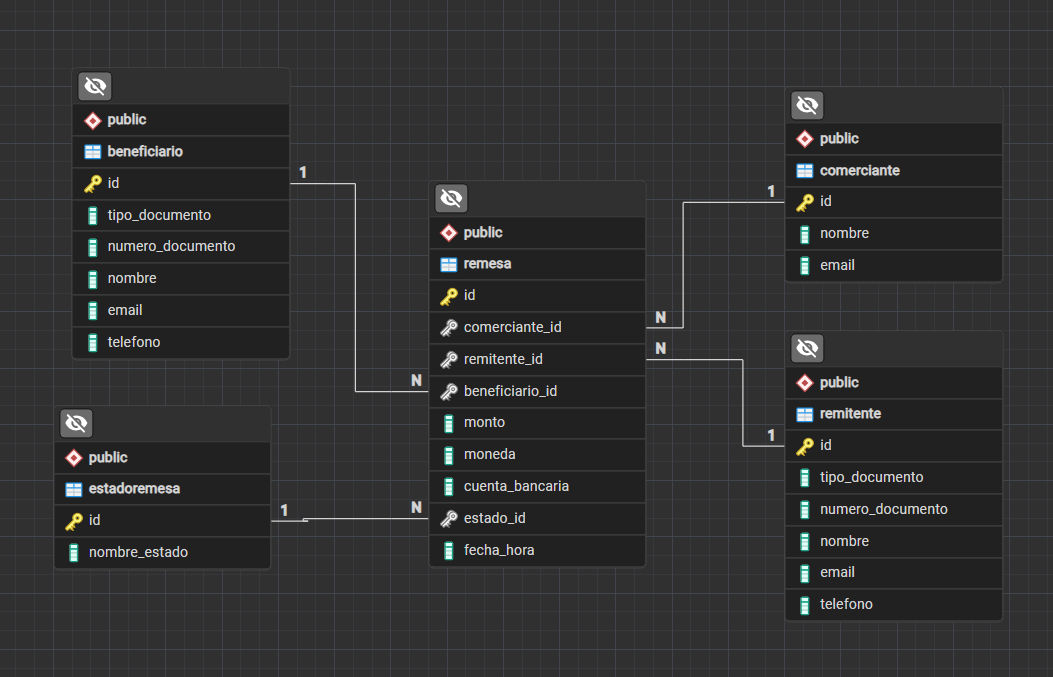 public
beneficiario
id
tipo_documento
numero_documento
nombre
email
telefono
1
N
public
estadoremesa
id
nombre_estado
1
N
public
remesa
id
comerciante_id
remitente_id
beneficiario_id
monto
moneda
cuenta_bancaria
estado_id
fecha_hora
N
N
1
public
comerciante
id
nombre
email
1
public
remitente
id
tipo_documento
numero_documento
nombre
email
telefono